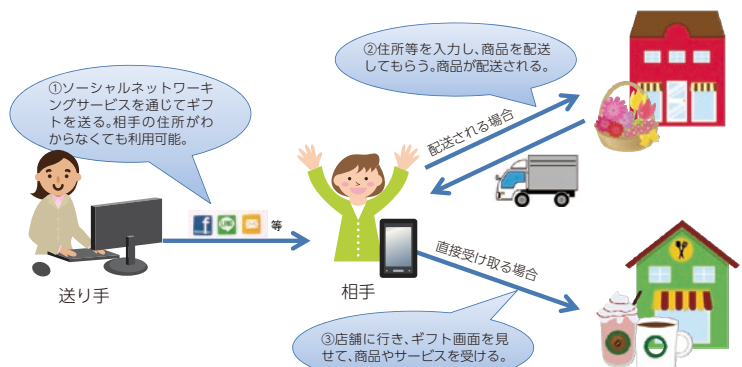 ①ソーシャルネットワーキ
ングサービスを通じてギフ
トを送る。相手の住所がわ
からなくても利用可能。
②住所等を入力し、商品を配送
してもらう。商品が配送される。
配送される場合
LINE
等
送り手
相手
直接受け取る場合
③店舗に行き、ギフト画面を見
せて、商品やサービスを受ける。